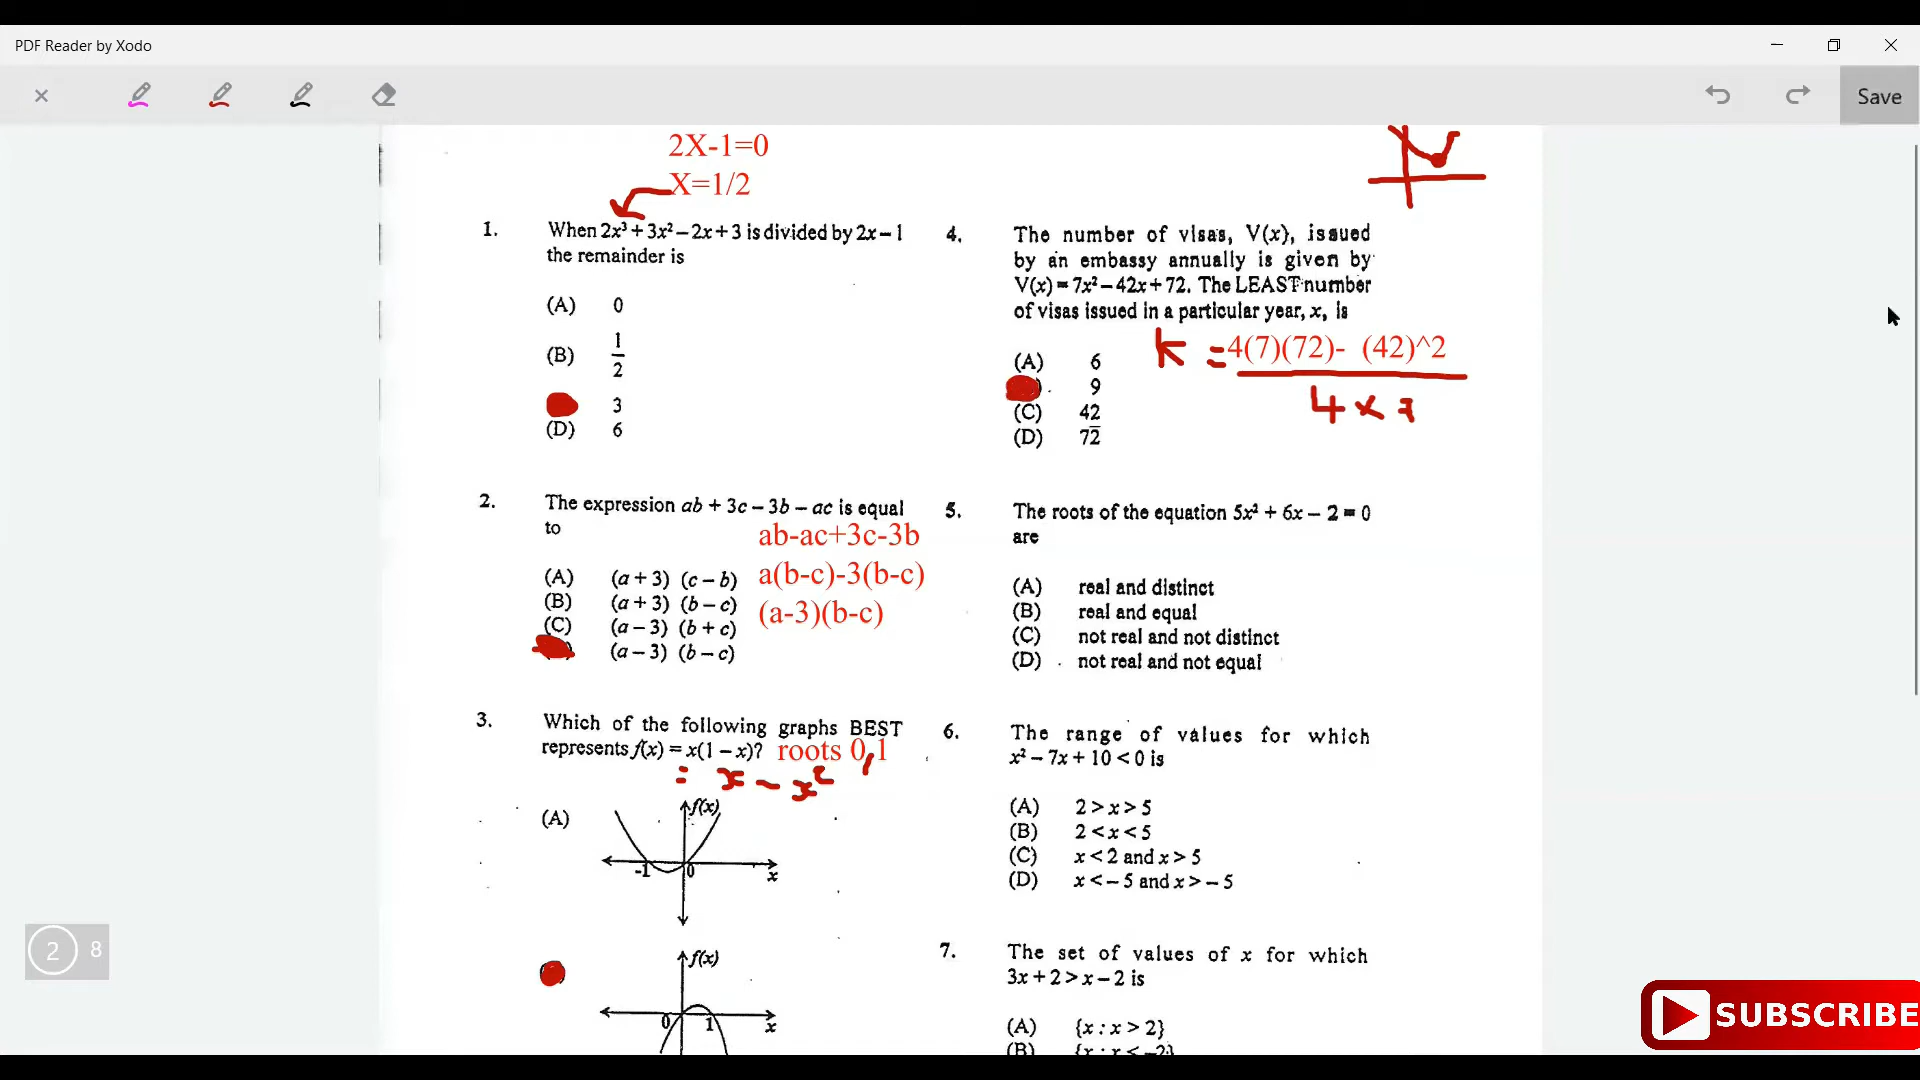 PDF Reader by Xodo
Save
2X-1=0
X=1/2
1. When 2x³ + 3x² – 2x + 3 is divided by 2x – 1
the remainder is
(A) 0
(B) 1/2
3
(D) 6
2. The expression ab + 3c – 3b – ac is equal
to
ab-ac+3c-3b
a(b-c)-3(b-c)
(a-3)(b-c)
(A) (a + 3) (c – b)
(B) (a + 3) (b – c)
(C) (a – 3) (b + c)
(a – 3) (b – c)
3. Which of the following graphs BEST
represents f(x) = x(1 – x)? roots 0,1
= x – x²
(A)
f(x)
-1 0 x
f(x)
0 1 x
4. The number of visas, V(x), issued
by an embassy annually is given by
V(x) = 7x² – 42x + 72. The LEAST number
of visas issued in a particular year, x, is
K = 4(7)(72)- (42)^2
4 x 7
(A) 6
9
(C) 42
(D) 72
5. The roots of the equation 5x² + 6x – 2 = 0
are
(A) real and distinct
(B) real and equal
(C) not real and not distinct
(D) not real and not equal
6. The range of values for which
x² – 7x + 10 < 0 is
(A) 2 > x > 5
(B) 2 < x < 5
(C) x < 2 and x > 5
(D) x < – 5 and x > – 5
7. The set of values of x for which
3x + 2 > x – 2 is
(A) {x : x > 2}
(B) {x : x < –2}
2 8
SUBSCRIBE